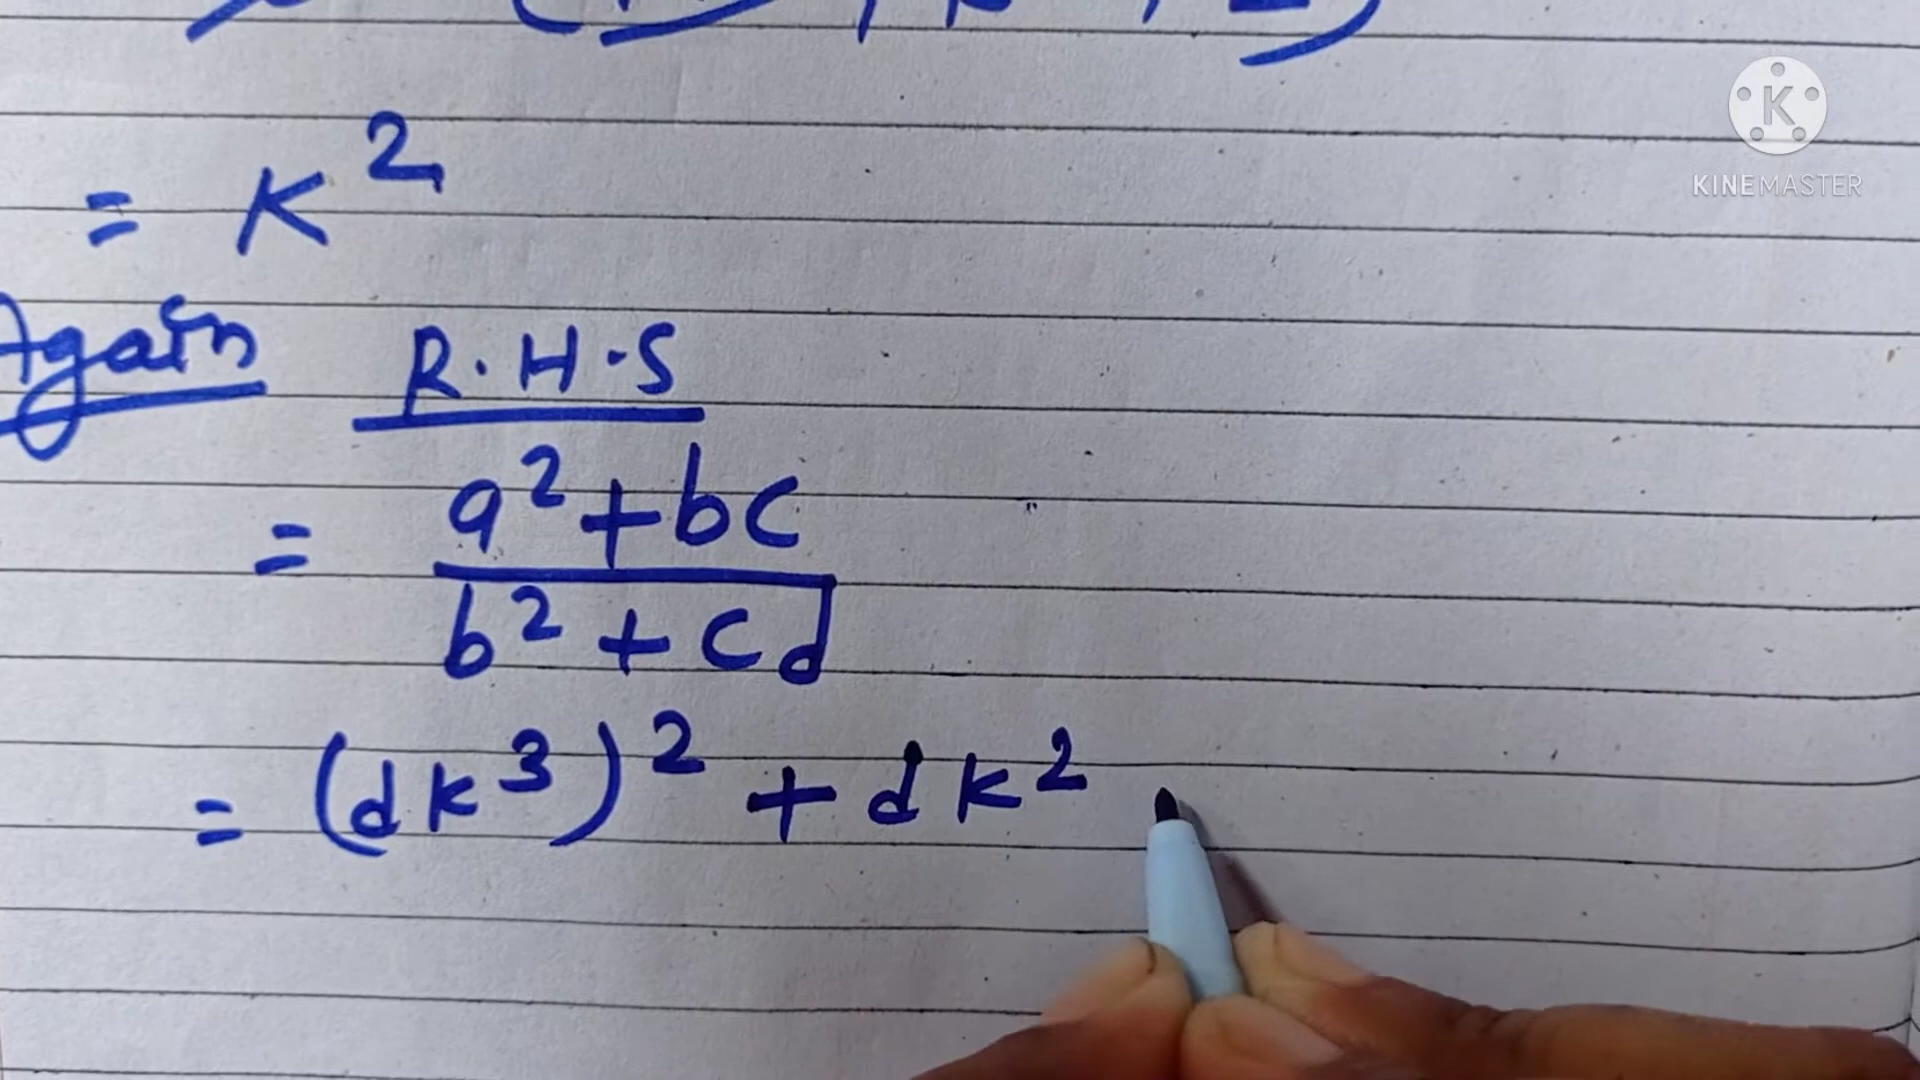 = K²
KINEMASTER
Again R.H.S
= a²+bc
b²+cd
= (dk³)² + dk²